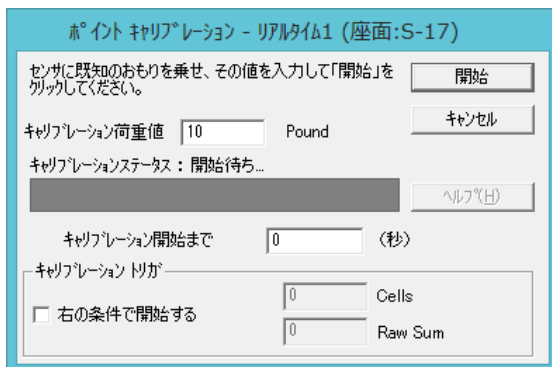 ポイント キャリブレーション - リアルタイム1 (座面:S-17)
センサに既知のおもりを乗せ、その値を入力して「開始」を
クリックしてください。
開始
キャンセル
キャリブレーション荷重値 10 Pound
キャリブレーションステータス : 開始待ち...
ヘルプ(H)
キャリブレーション開始まで 0 (秒)
キャリブレーション トリガ
右の条件で開始する
0 Cells
0 Raw Sum